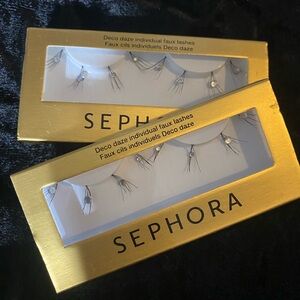 Deco daze individual faux lashes
Faux cils individuels Deco daze
SEPHO
Deco daze individual faux lashes
Faux cils individuels Deco daze
SEPHORA